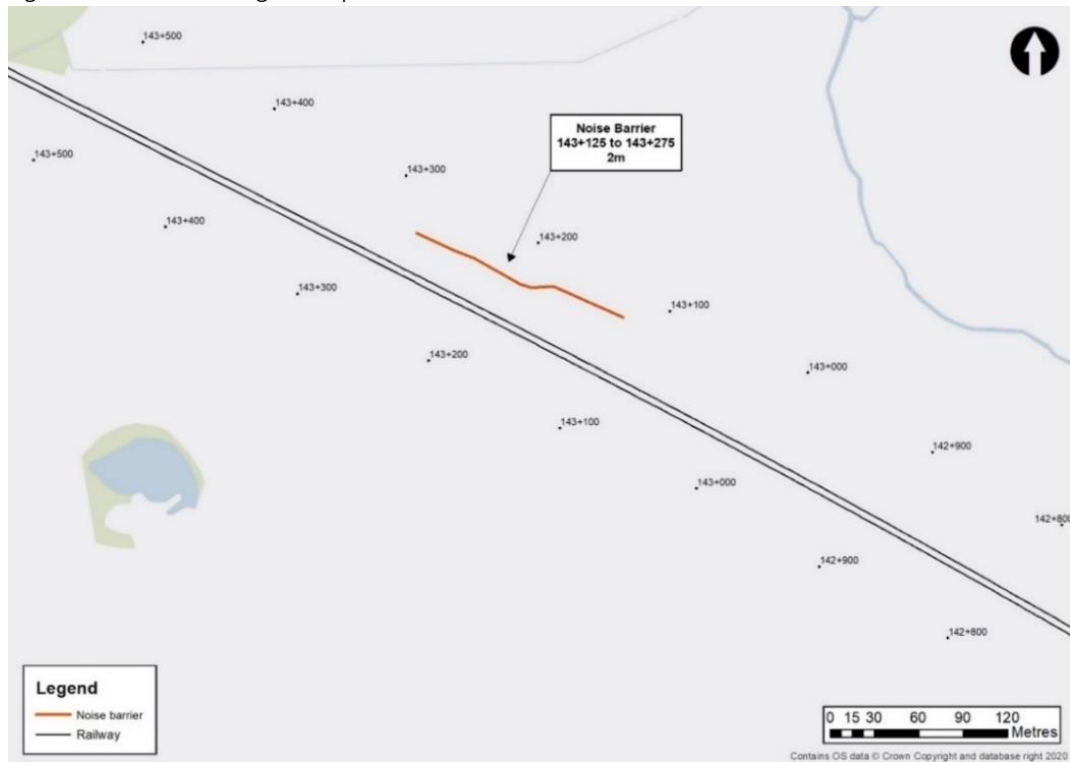 143+500
143+400
143+500
143+300
143+400
Noise Barrier
143+125 to 143+275
2m
143+200
143+300
143+100
143+200
143+000
143+100
142+900
143+000
142+800
142+900
142+800
Legend
Noise barrier
Railway
0 15 30 60 90 120
Metres
Contains OS data © Crown Copyright and database right 2020